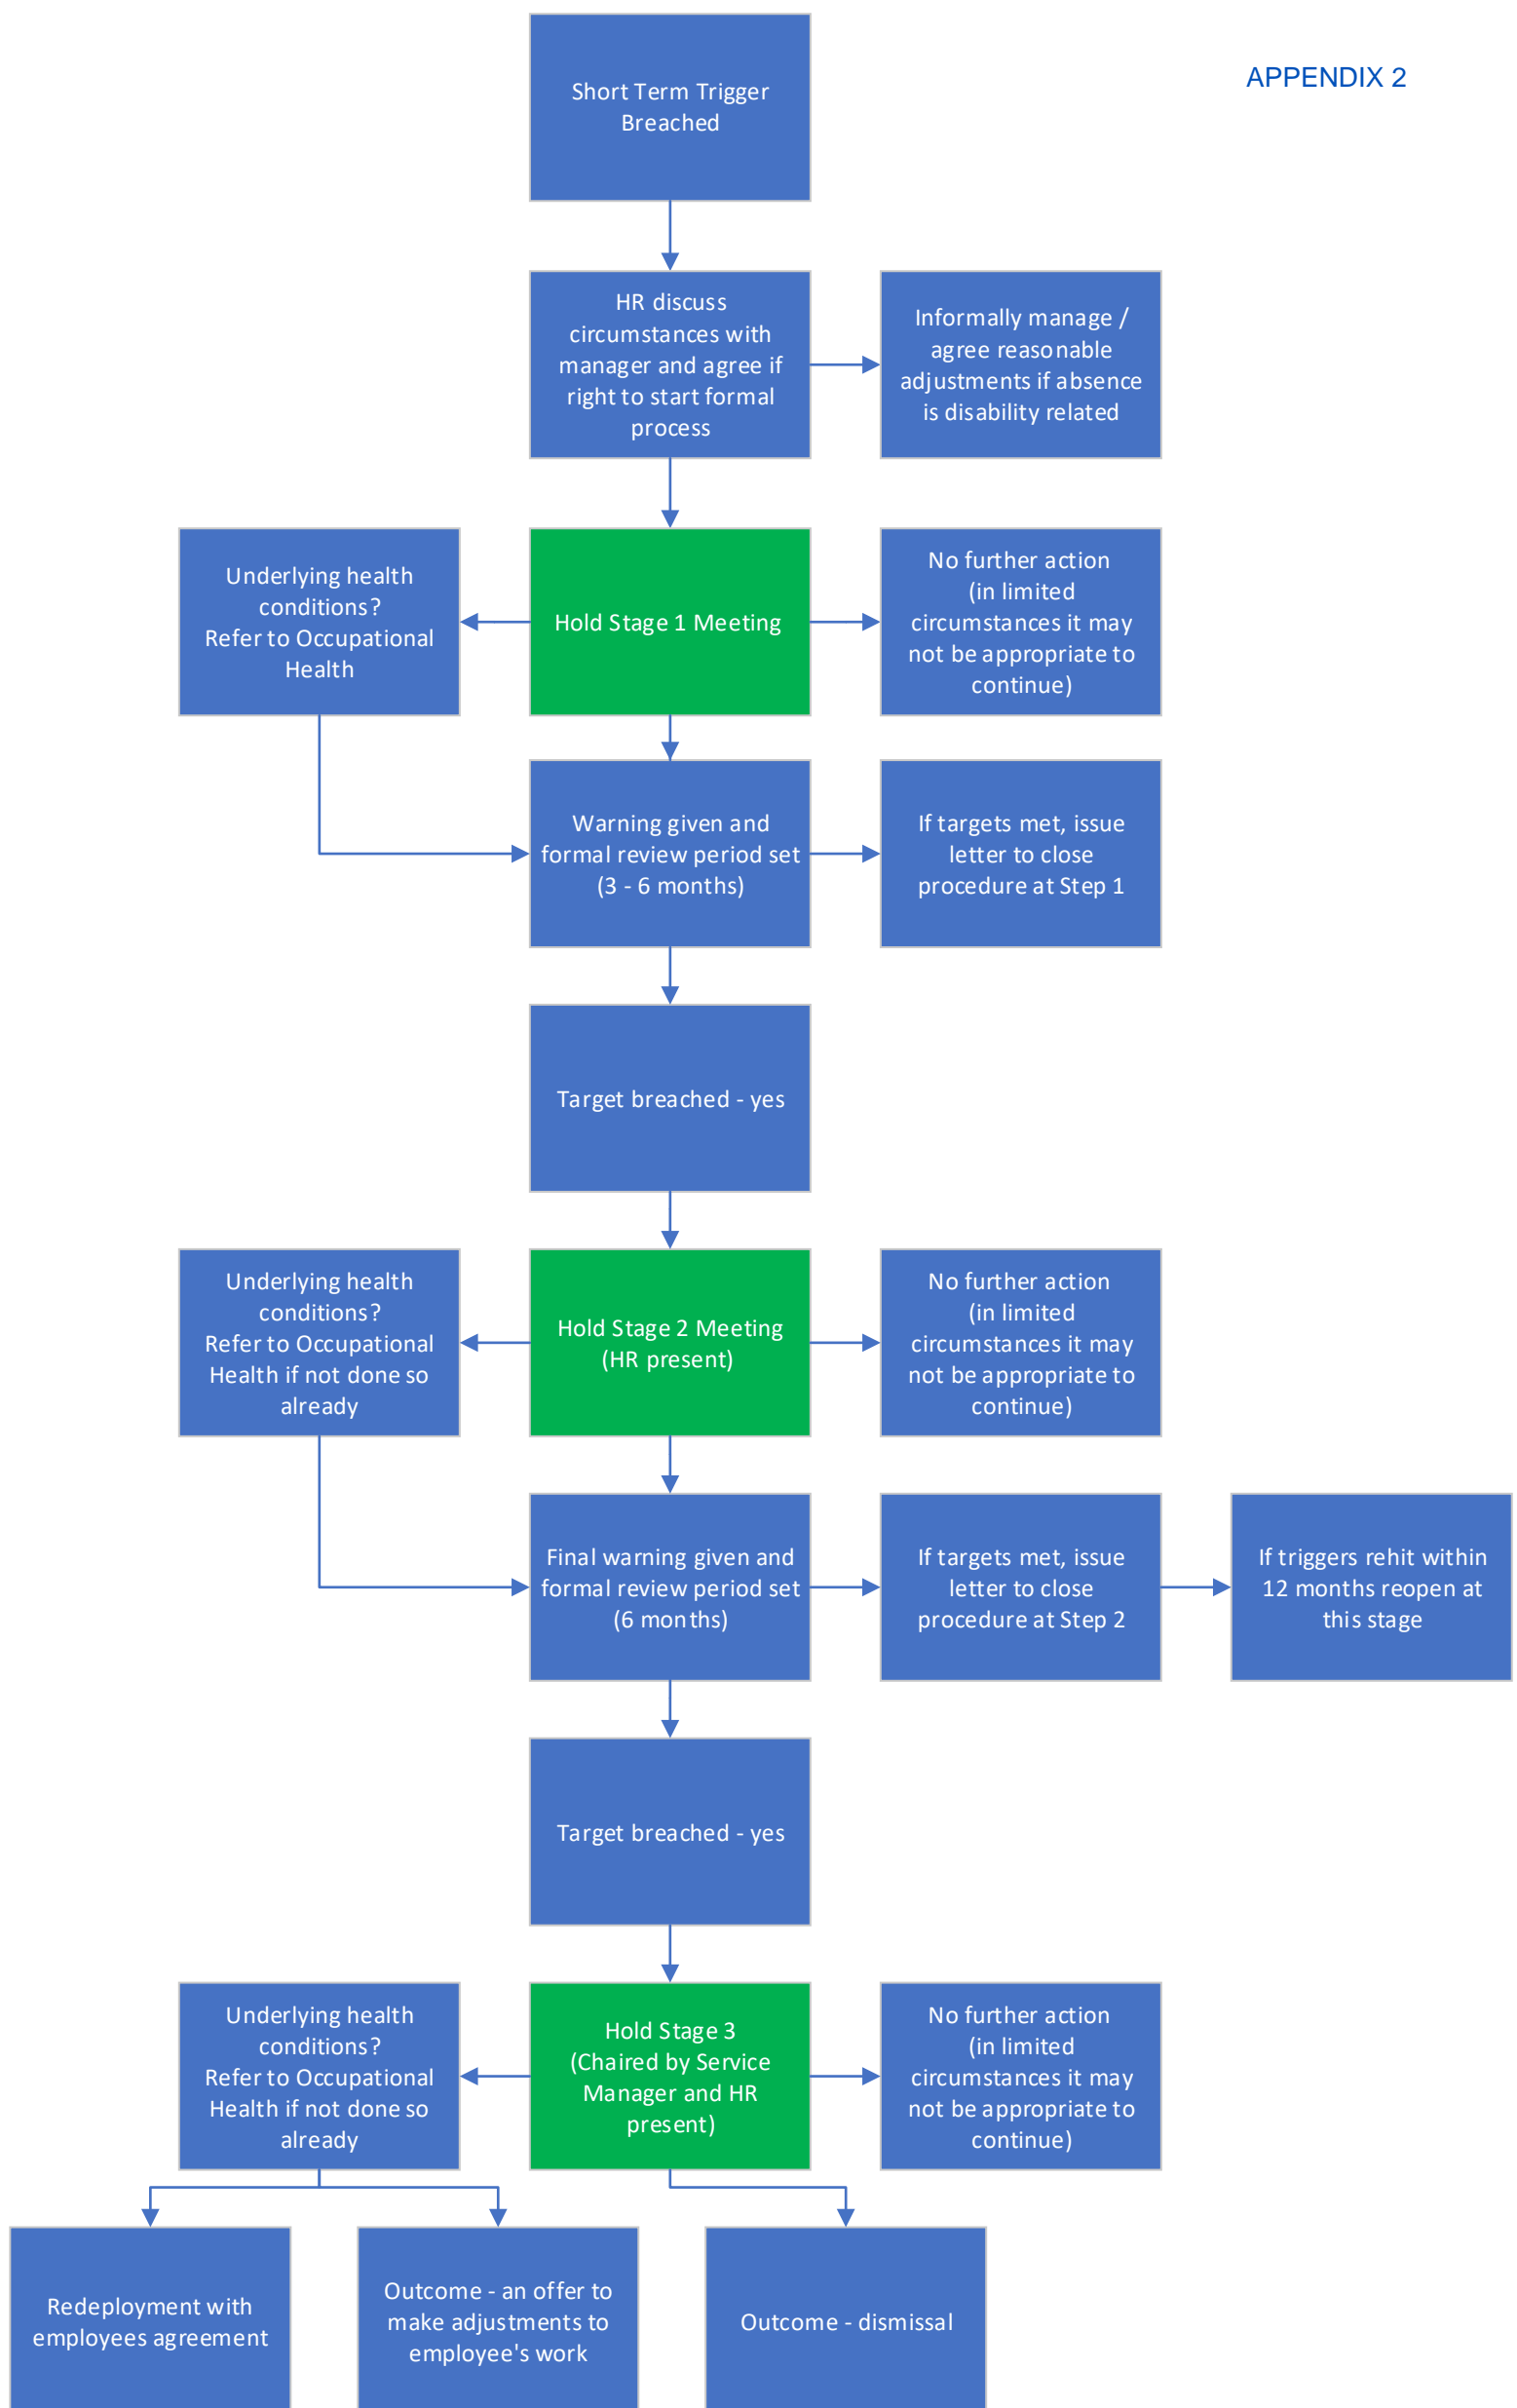 APPENDIX 2
Short Term Trigger
Breached
HR discuss
circumstances with
manager and agree if
right to start formal
process
Informally manage /
agree reasonable
adjustments if absence
is disability related
Underlying health
conditions?
Refer to Occupational
Health
Hold Stage 1 Meeting
No further action
(in limited
circumstances it may
not be appropriate to
continue)
Warning given and
formal review period set
(3 - 6 months)
If targets met, issue
letter to close
procedure at Step 1
Target breached - yes
Underlying health
conditions?
Refer to Occupational
Health if not done so
already
Hold Stage 2 Meeting
(HR present)
No further action
(in limited
circumstances it may
not be appropriate to
continue)
Final warning given and
formal review period set
(6 months)
If targets met, issue
letter to close
procedure at Step 2
If triggers rehit within
12 months reopen at
this stage
Target breached - yes
Underlying health
conditions?
Refer to Occupational
Health if not done so
already
Hold Stage 3
(Chaired by Service
Manager and HR
present)
No further action
(in limited
circumstances it may
not be appropriate to
continue)
Redeployment with
employees agreement
Outcome - an offer to
make adjustments to
employee's work
Outcome - dismissal